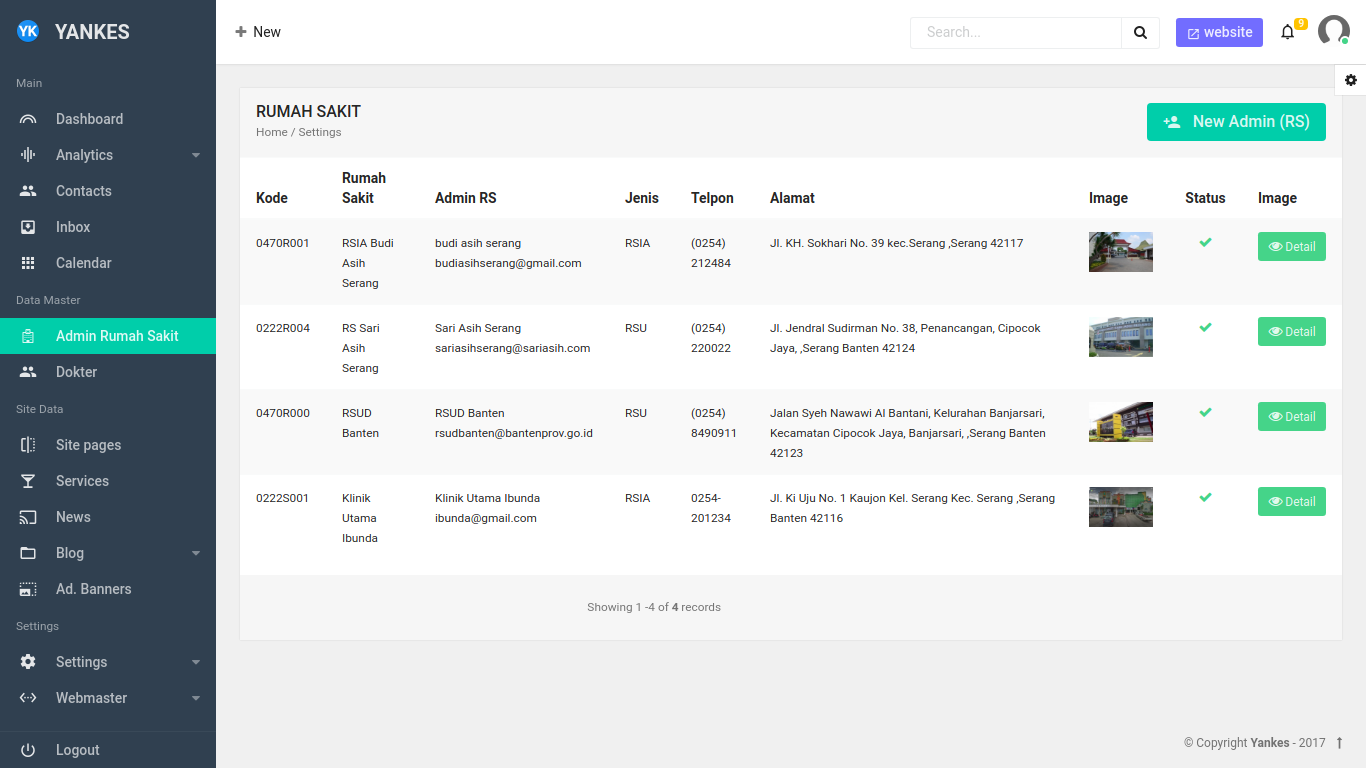 YK YANKES
Main
Dashboard
Analytics
Contacts
Inbox
Calendar
Data Master
Admin Rumah Sakit
Dokter
Site Data
Site pages
Services
News
Blog
Ad. Banners
Settings
Settings
Webmaster
Logout
New
Search...
website
9
RUMAH SAKIT
Home / Settings
New Admin (RS)
Kode Rumah Sakit Admin RS Jenis Telpon Alamat Image Status Image
0470R001 RSIA Budi Asih Serang budi asih serang budiasihserang@gmail.com RSIA (0254) 212484 Jl. KH. Sokhari No. 39 kec.Serang ,Serang 42117 Detail
0222R004 RS Sari Asih Serang Sari Asih Serang sariasihserang@sariasih.com RSU (0254) 220022 Jl. Jendral Sudirman No. 38, Penancangan, Cipocok Jaya, ,Serang Banten 42124 Detail
0470R000 RSUD Banten RSUD Banten rsudbanten@bantenprov.go.id RSU (0254) 8490911 Jalan Syeh Nawawi Al Bantani, Kelurahan Banjarsari, Kecamatan Cipocok Jaya, Banjarsari, ,Serang Banten 42123 Detail
0222S001 Klinik Utama Ibunda Klinik Utama Ibunda ibunda@gmail.com RSIA 0254-201234 Jl. Ki Uju No. 1 Kaujon Kel. Serang Kec. Serang ,Serang Banten 42116 Detail
Showing 1 -4 of 4 records
© Copyright Yankes - 2017